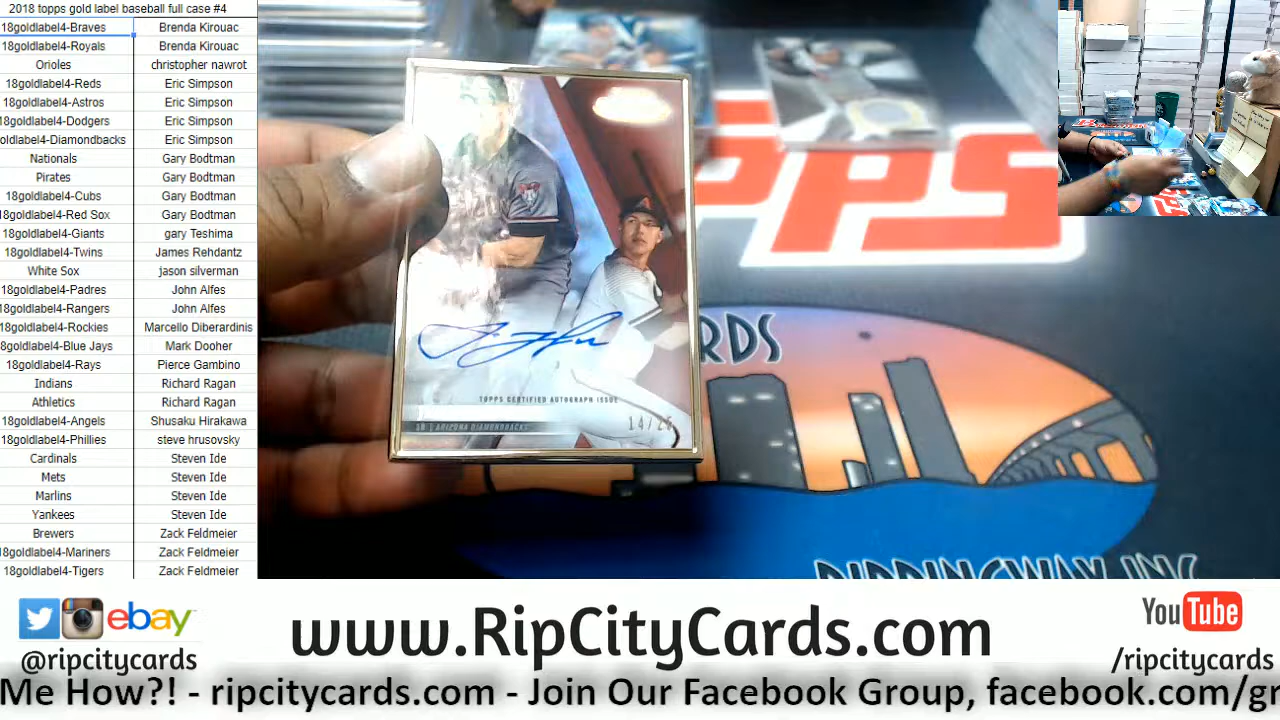 2018 topps gold label baseball full case #4
18goldlabel4-Braves Brenda Kirouac
18goldlabel4-Royals Brenda Kirouac
Orioles christopher nawrot
18goldlabel4-Reds Eric Simpson
18goldlabel4-Astros Eric Simpson
18goldlabel4-Dodgers Eric Simpson
oldlabel4-Diamondbacks Eric Simpson
Nationals Gary Bodtman
Pirates Gary Bodtman
18goldlabel4-Cubs Gary Bodtman
18goldlabel4-Red Sox Gary Bodtman
18goldlabel4-Giants gary Teshima
18goldlabel4-Twins James Rehdantz
White Sox jason silverman
18goldlabel4-Padres John Alfes
18goldlabel4-Rangers John Alfes
18goldlabel4-Rockies Marcello Diberardinis
18goldlabel4-Blue Jays Mark Dooher
18goldlabel4-Rays Pierce Gambino
Indians Richard Ragan
Athletics Richard Ragan
18goldlabel4-Angels Shusaku Hirakawa
18goldlabel4-Phillies steve hrusovsky
Cardinals Steven Ide
Mets Steven Ide
Marlins Steven Ide
Yankees Steven Ide
Brewers Zack Feldmeier
18goldlabel4-Mariners Zack Feldmeier
18goldlabel4-Tigers Zack Feldmeier
PPS
RDS
TOPPS CERTIFIED AUTOGRAPH ISSUE
ARIZONA DIAMONDBACKS
RIPPINGWAX INC
ebay
@ripcitycards
www.RipCityCards.com
You Tube
/ripcitycards
Me How?! - ripcitycards.com - Join Our Facebook Group, facebook.com/gr